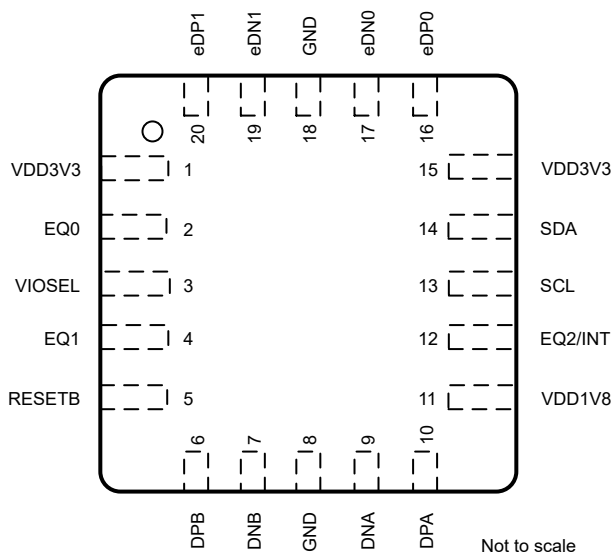 eDP1 eDN1 GND eDN0 eDP0
20 19 18 17 16
VDD3V3 1 15 VDD3V3
EQ0 2 14 SDA
VIOSEL 3 13 SCL
EQ1 4 12 EQ2/INT
RESETB 5 11 VDD1V8
6 7 8 9 10
DPB DNB GND DNA DPA
Not to scale